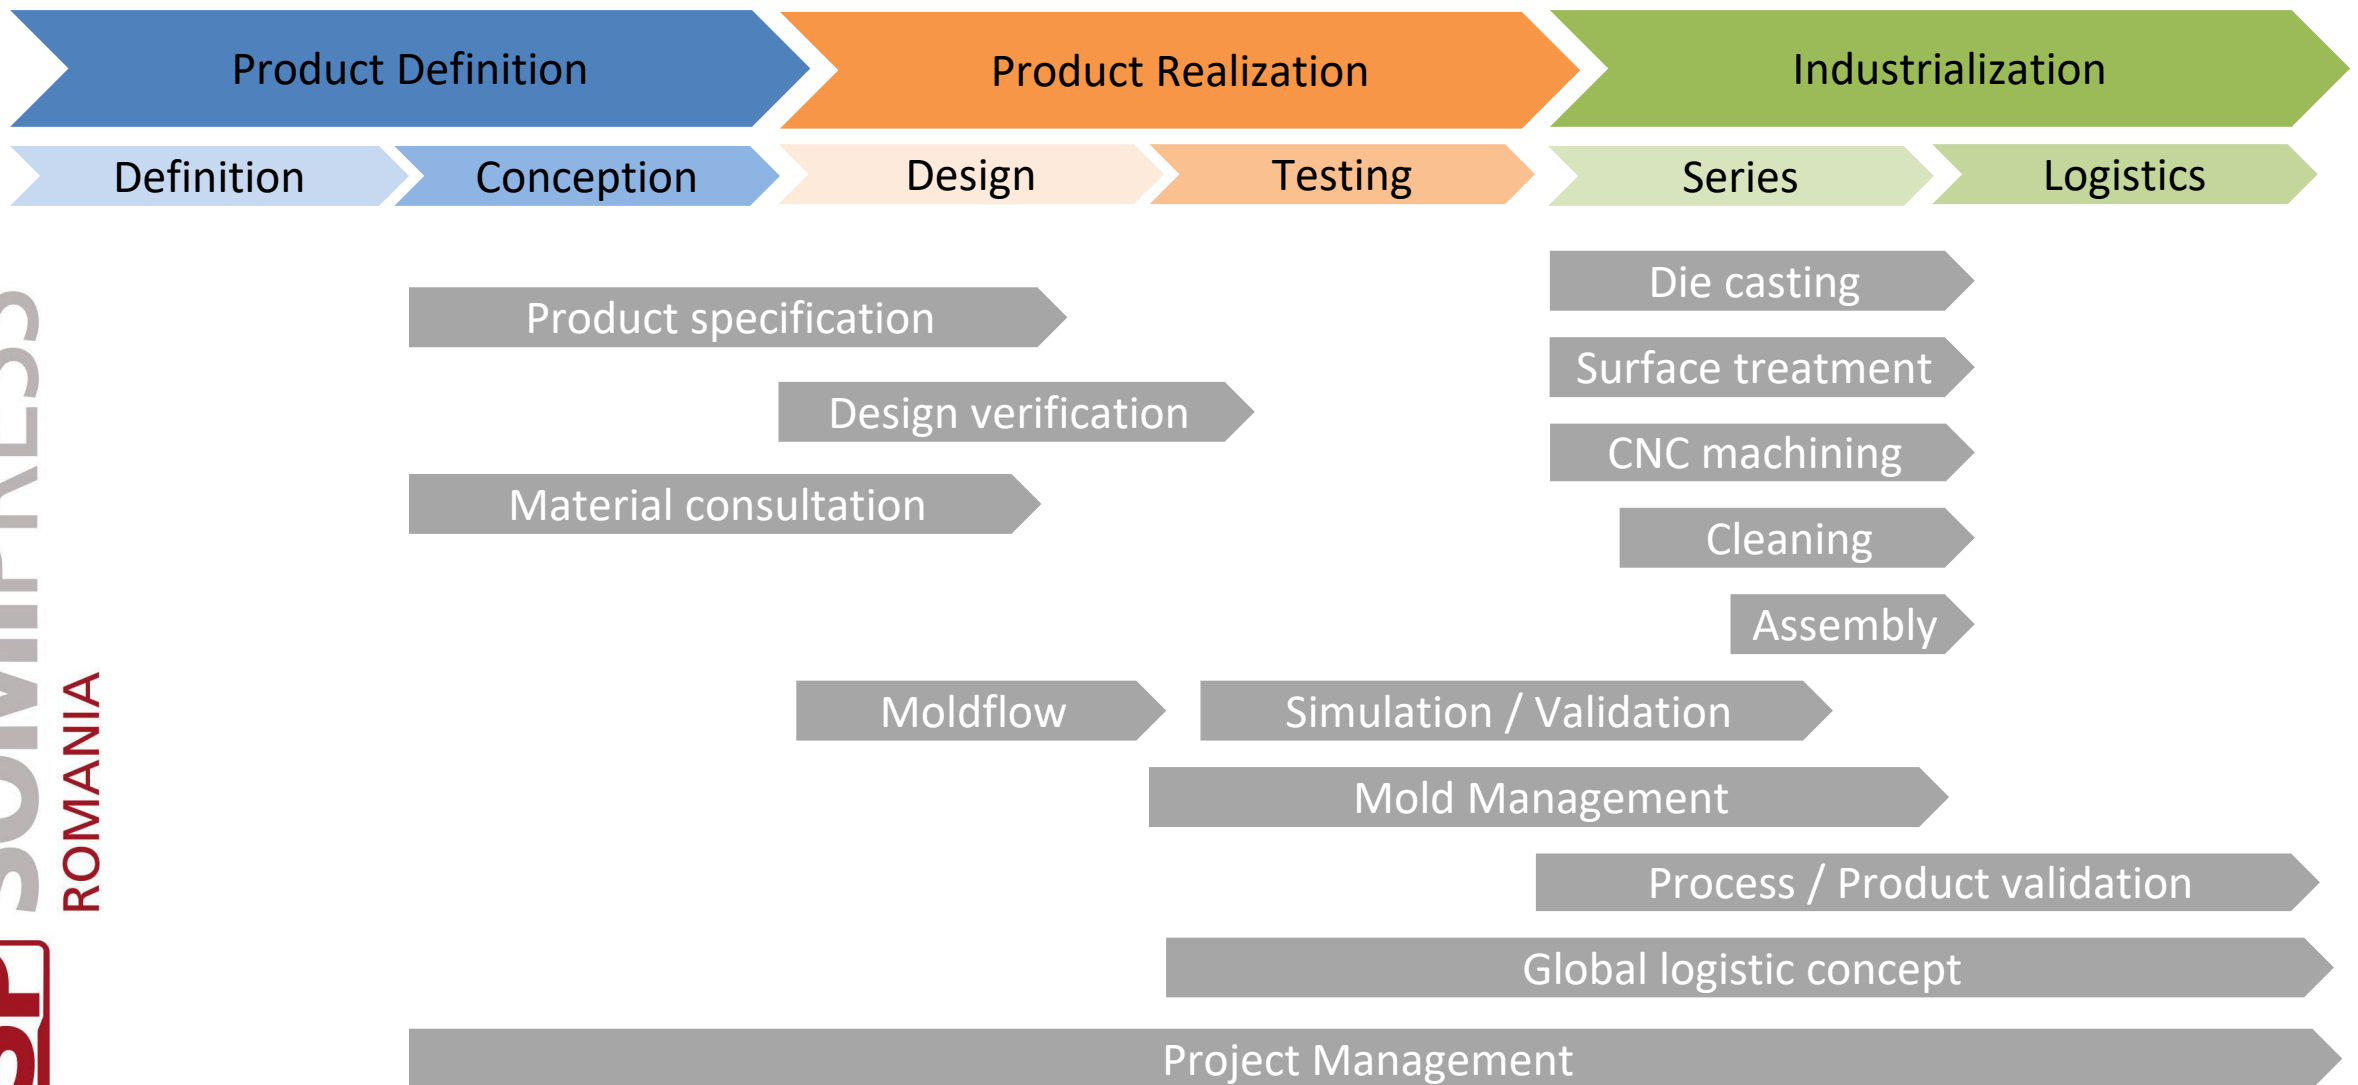 Product Definition
Product Realization
Industrialization
Definition
Conception
Design
Testing
Series
Logistics
Die casting
Product specification
Surface treatment
Design verification
CNC machining
Material consultation
Cleaning
Assembly
Moldflow
Simulation / Validation
Mold Management
Process / Product validation
Global logistic concept
Project Management
ROMANIA